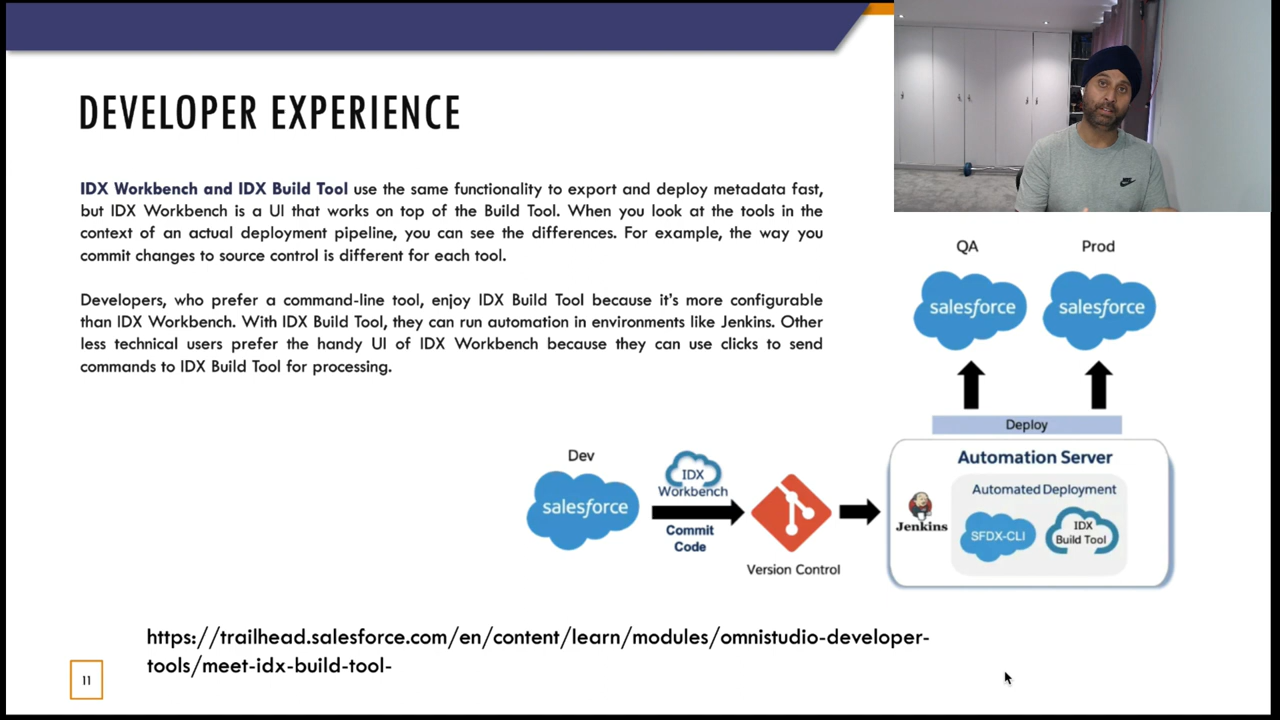 DEVELOPER EXPERIENCE
IDX Workbench and IDX Build Tool use the same functionality to export and deploy metadata fast,
but IDX Workbench is a UI that works on top of the Build Tool. When you look at the tools in the
context of an actual deployment pipeline, you can see the differences. For example, the way you
commit changes to source control is different for each tool.
Developers, who prefer a command-line tool, enjoy IDX Build Tool because it's more configurable
than IDX Workbench. With IDX Build Tool, they can run automation in environments like Jenkins. Other
less technical users prefer the handy UI of IDX Workbench because they can use clicks to send
commands to IDX Build Tool for processing.
QA
Prod
salesforce
salesforce
Deploy
Automation Server
Automated Deployment
Jenkins
SFDX-CLI
IDX
Build Tool
Dev
salesforce
IDX
Workbench
Commit
Code
Version Control
https://trailhead.salesforce.com/en/content/learn/modules/omnistudio-developer-
tools/meet-idx-build-tool-
11